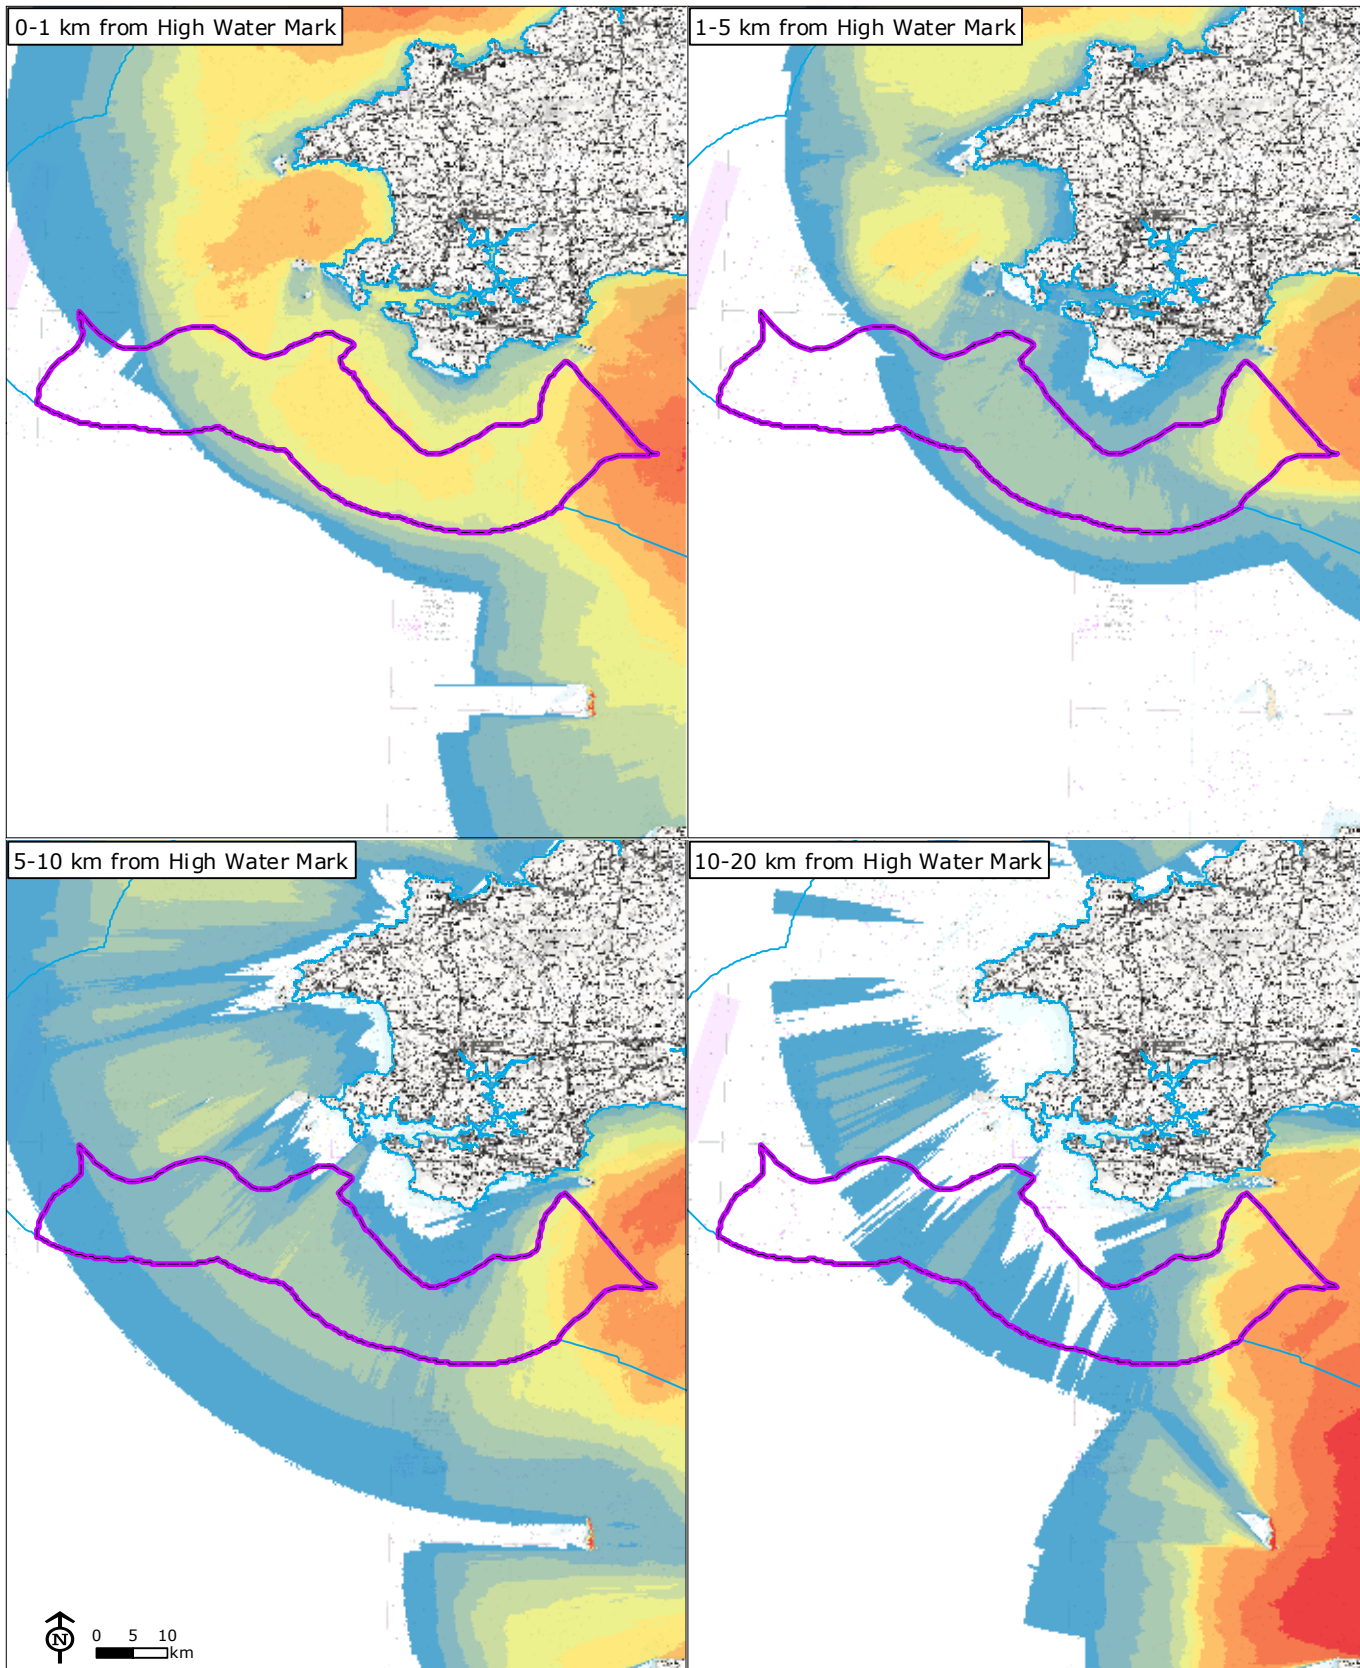 0-1 km from High Water Mark
1-5 km from High Water Mark
5-10 km from High Water Mark
10-20 km from High Water Mark
N
0 5 10
km